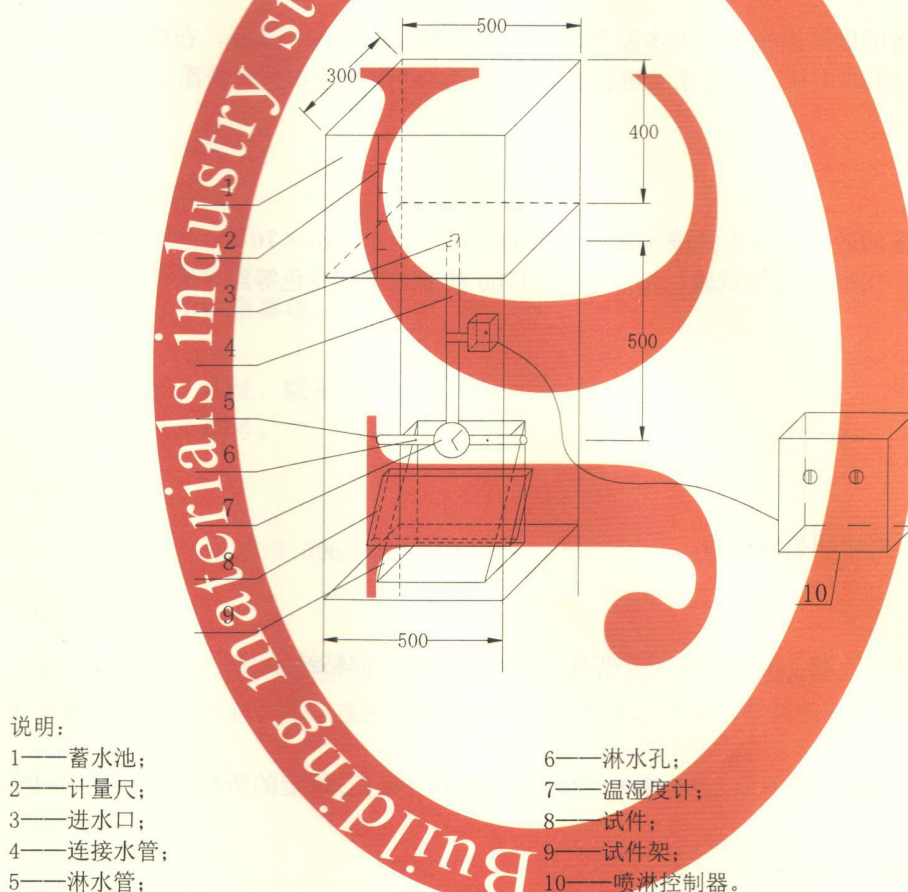 500
300
400
1
2
3
500
4
5
6
7
8
9
10
500
说明:
1——蓄水池;
2——计量尺;
3——进水口;
4——连接水管;
5——淋水管;
6——淋水孔;
7——温湿度计;
8——试件;
9——试件架;
10——喷淋控制器。
Building materials industry st